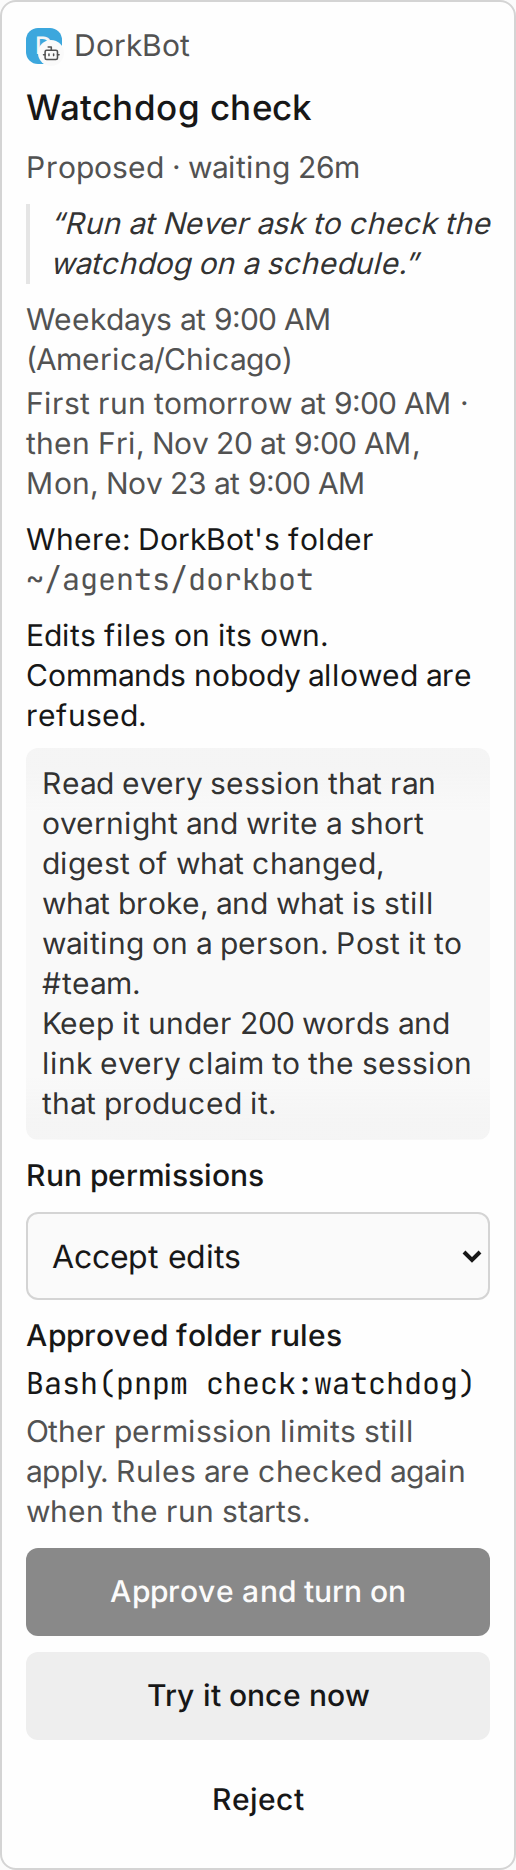 DorkBot
Watchdog check
Proposed · waiting 26m
“Run at Never ask to check the
watchdog on a schedule.”
Weekdays at 9:00 AM
(America/Chicago)
First run tomorrow at 9:00 AM ·
then Fri, Nov 20 at 9:00 AM,
Mon, Nov 23 at 9:00 AM
Where: DorkBot's folder
~/agents/dorkbot
Edits files on its own.
Commands nobody allowed are
refused.
Read every session that ran
overnight and write a short
digest of what changed,
what broke, and what is still
waiting on a person. Post it to
#team.
Keep it under 200 words and
link every claim to the session
that produced it.
Run permissions
Accept edits
Approved folder rules
Bash(pnpm check:watchdog)
Other permission limits still
apply. Rules are checked again
when the run starts.
Approve and turn on
Try it once now
Reject